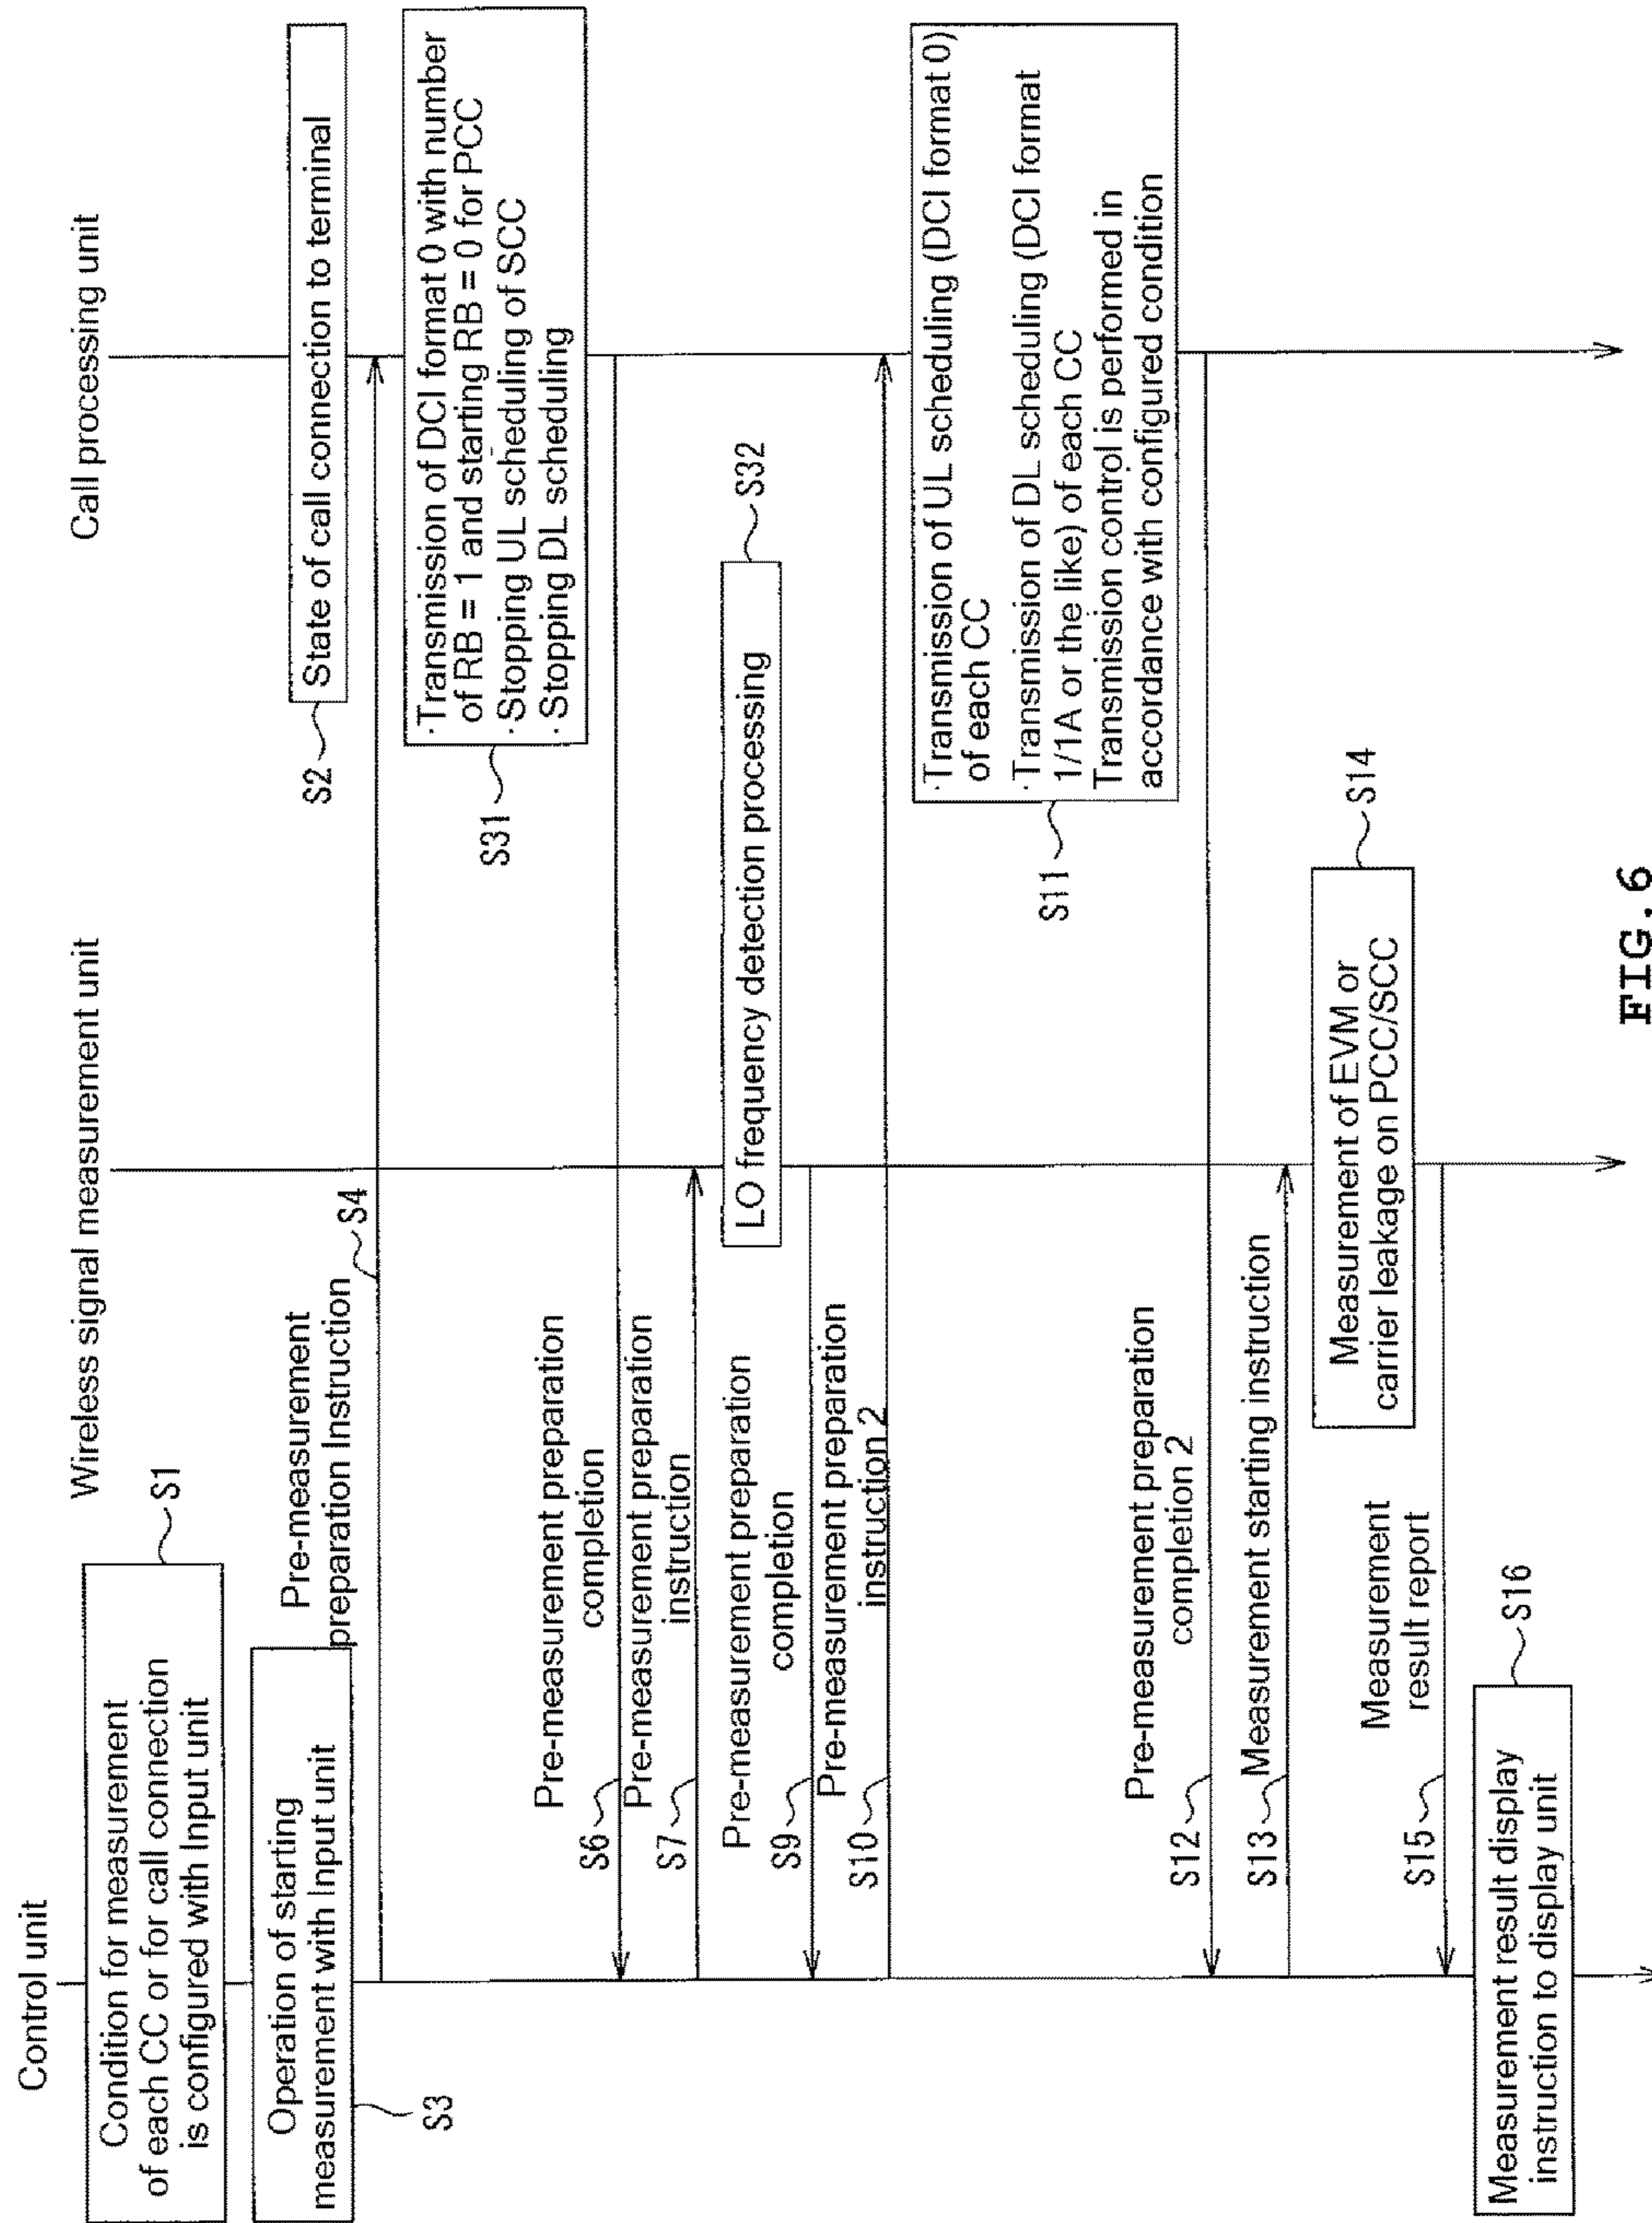 Control unit
Wireless signal measurement unit
Call processing unit
Condition for measurement
of each CC or for call connection
is configured with Input unit
S1
S2
State of call connection to terminal
Operation of starting
measurement with Input unit
S3
Pre-measurement
preparation Instruction
S4
· Transmission of DCI format 0 with number
of RB = 1 and starting RB = 0 for PCC
· Stopping UL scheduling of SCC
· Stopping DL scheduling
S31
Pre-measurement preparation
completion
S6
Pre-measurement preparation
instruction
S7
LO frequency detection processing
S32
Pre-measurement preparation
completion
S9
Pre-measurement preparation
instruction 2
S10
· Transmission of UL scheduling (DCI format 0)
of each CC
· Transmission of DL scheduling (DCI format
1/1A or the like) of each CC
Transmission control is performed in
accordance with configured condition
S11
Pre-measurement preparation
completion 2
S12
S13
Measurement starting instruction
Measurement of EVM or
carrier leakage on PCC/SCC
S14
Measurement
result report
S15
Measurement result display
instruction to display unit
S16
FIG.6